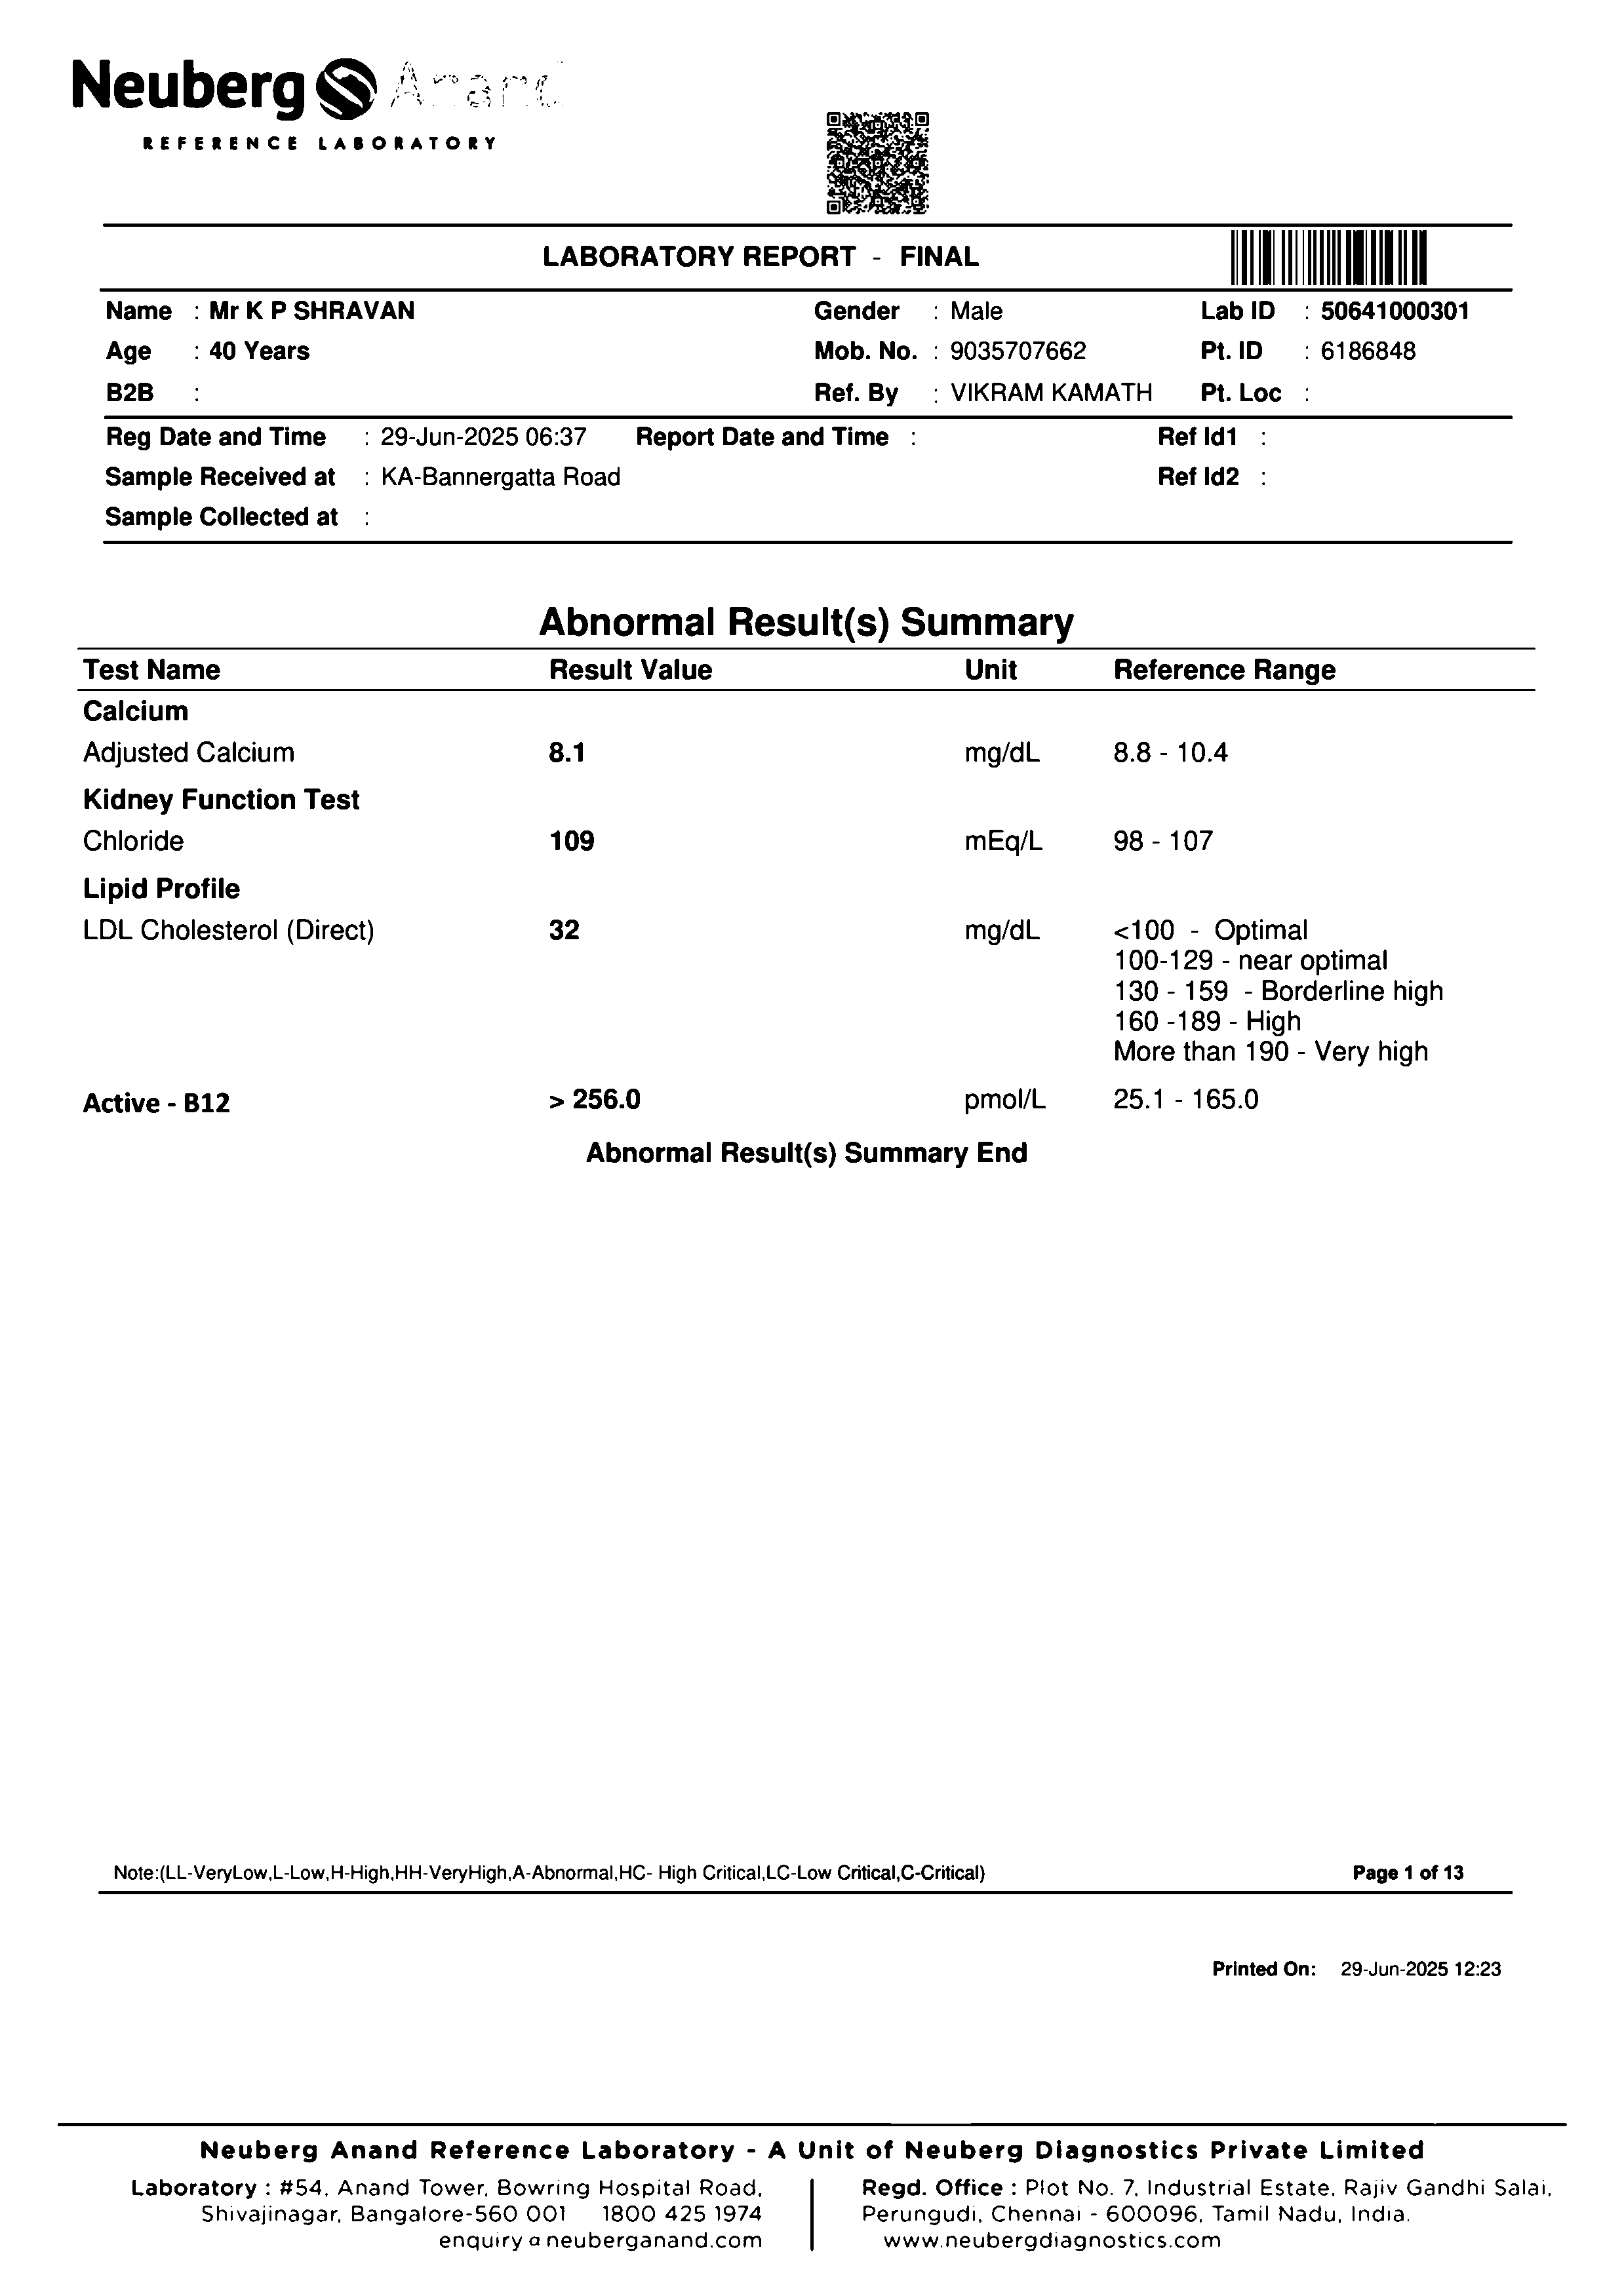 Neuberg Anand
REFERENCE LABORATORY
LABORATORY REPORT - FINAL
Name : Mr K P SHRAVAN Gender : Male Lab ID : 50641000301
Age : 40 Years Mob. No. : 9035707662 Pt. ID : 6186848
B2B : Ref. By : VIKRAM KAMATH Pt. Loc :
Reg Date and Time : 29-Jun-2025 06:37 Report Date and Time : Ref Id1 :
Sample Received at : KA-Bannergatta Road Ref Id2 :
Sample Collected at :
Abnormal Result(s) Summary
Test Name Result Value Unit Reference Range
Calcium
Adjusted Calcium 8.1 mg/dL 8.8 - 10.4
Kidney Function Test
Chloride 109 mEq/L 98 - 107
Lipid Profile
LDL Cholesterol (Direct) 32 mg/dL <100 - Optimal
100-129 - near optimal
130 - 159 - Borderline high
160 -189 - High
More than 190 - Very high
Active - B12 > 256.0 pmol/L 25.1 - 165.0
Abnormal Result(s) Summary End
Note:(LL-VeryLow,L-Low,H-High,HH-VeryHigh,A-Abnormal,HC- High Critical,LC-Low Critical,C-Critical) Page 1 of 13
Printed On: 29-Jun-2025 12:23
Neuberg Anand Reference Laboratory - A Unit of Neuberg Diagnostics Private Limited
Laboratory : #54, Anand Tower, Bowring Hospital Road, Regd. Office : Plot No. 7, Industrial Estate, Rajiv Gandhi Salai,
Shivajinagar, Bangalore-560 001 1800 425 1974 Perungudi, Chennai - 600096, Tamil Nadu, India.
enquiry@neuberganand.com www.neubergdiagnostics.com